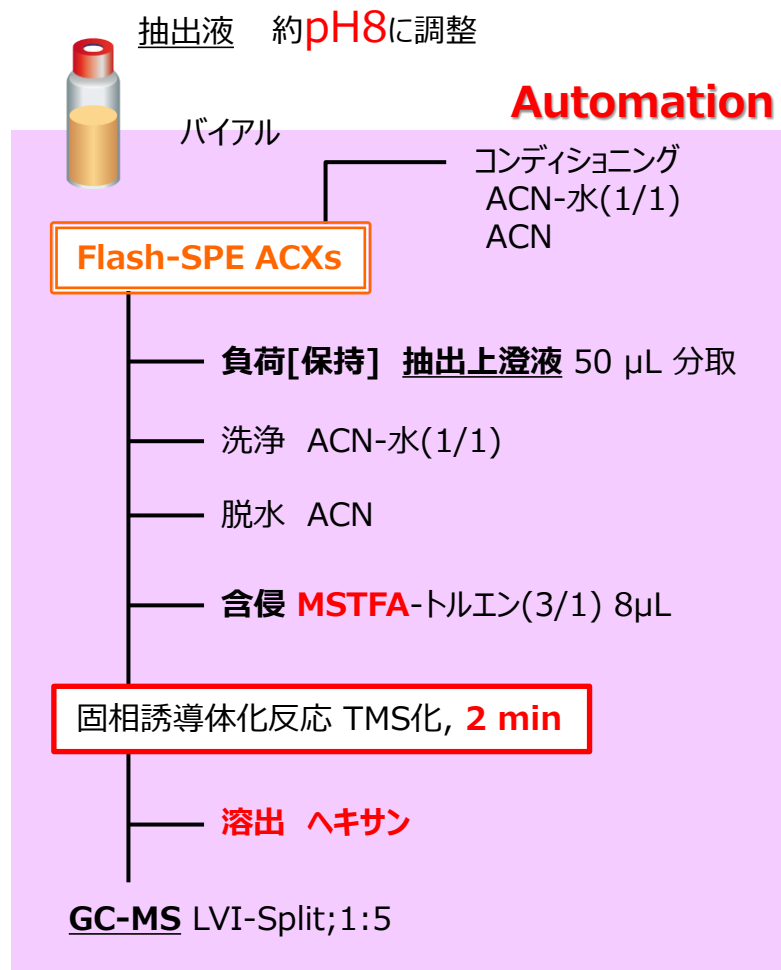 抽出液 約pH8に調整
Automation
バイアル
コンディショニング
ACN-水(1/1)
ACN
Flash-SPE ACXs
負荷[保持] 抽出上澄液 50 µL 分取
洗浄 ACN-水(1/1)
脱水 ACN
含侵 MSTFA-トルエン(3/1) 8µL
固相誘導体化反応 TMS化, 2 min
溶出 ヘキサン
GC-MS LVI-Split;1:5